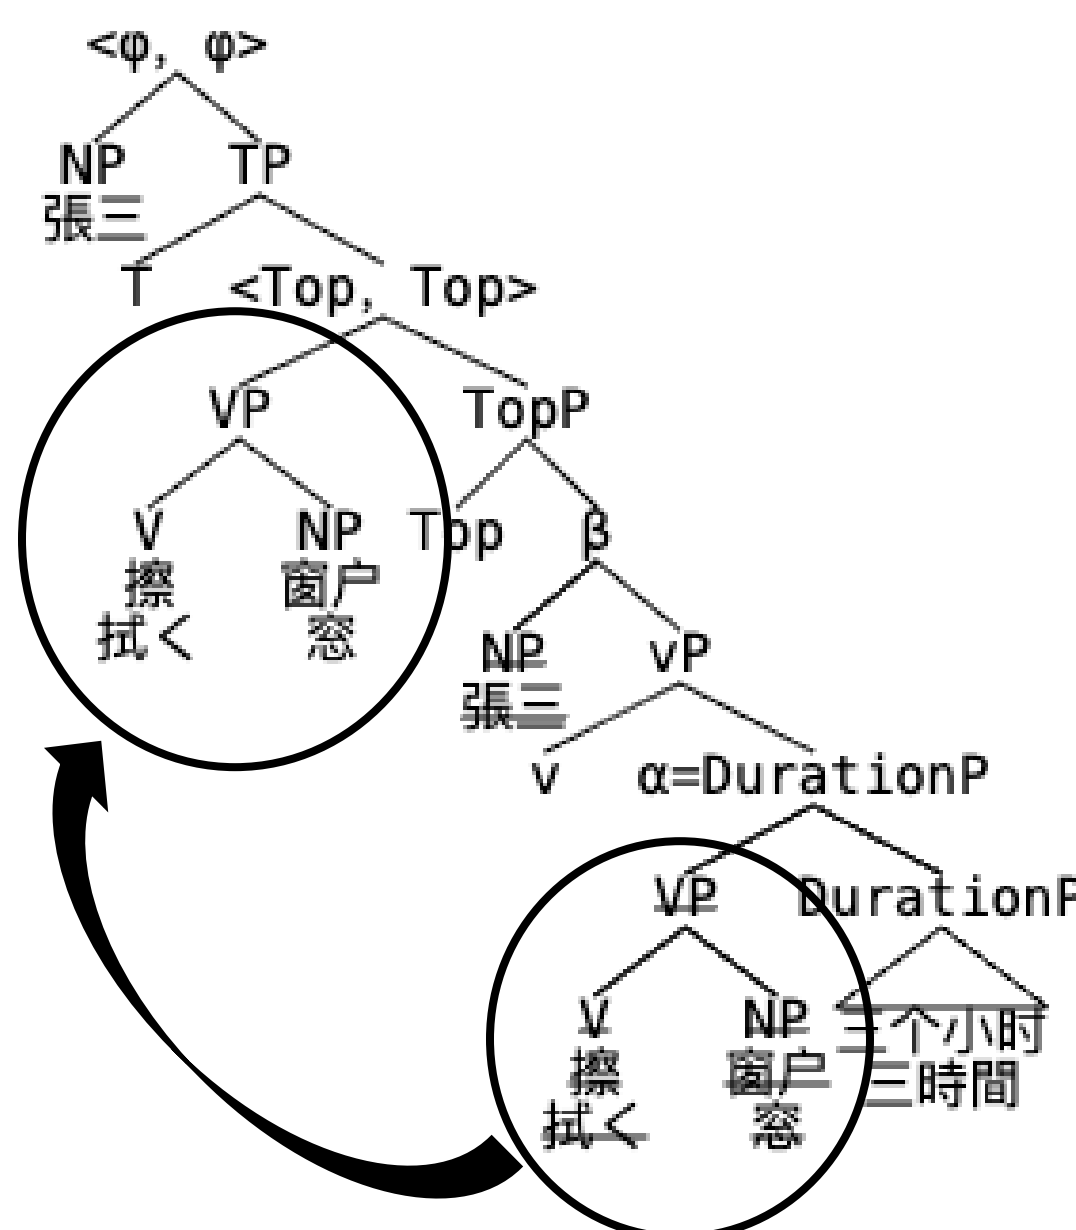 <φ, φ>
NP TP
張三
T <Top, Top>
VP TopP
V NP Top β
擦 窗户
拭く 窓
NP vP
張三
v α=DurationP
VP DurationP
V NP
擦 窗户 三个小时
拭く 窓 三時間